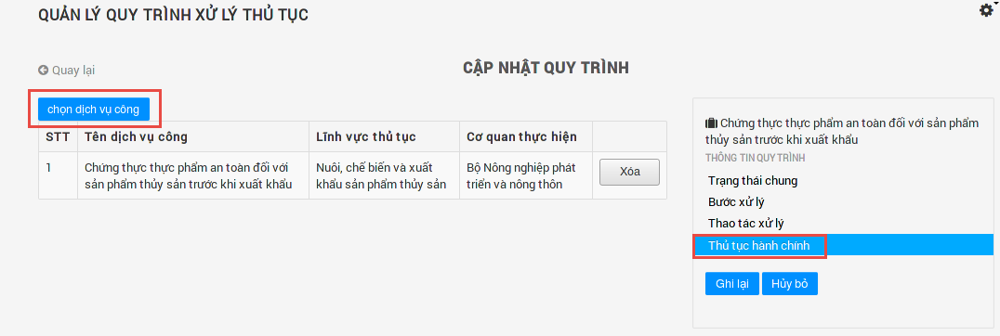 QUẢN LÝ QUY TRÌNH XỬ LÝ THỦ TỤC
Quay lại
CẬP NHẬT QUY TRÌNH
chọn dịch vụ công
STT Tên dịch vụ công Lĩnh vực thủ tục Cơ quan thực hiện
1 Chứng thực thực phẩm an toàn đối với Nuôi, chế biến và xuất Bộ Nông nghiệp phát Xóa
sản phẩm thủy sản trước khi xuất khẩu khẩu sản phẩm thủy sản triển và nông thôn
Chứng thực thực phẩm an toàn đối với sản phẩm
thủy sản trước khi xuất khẩu
THÔNG TIN QUY TRÌNH
Trạng thái chung
Bước xử lý
Thao tác xử lý
Thủ tục hành chính
Ghi lại Hủy bỏ